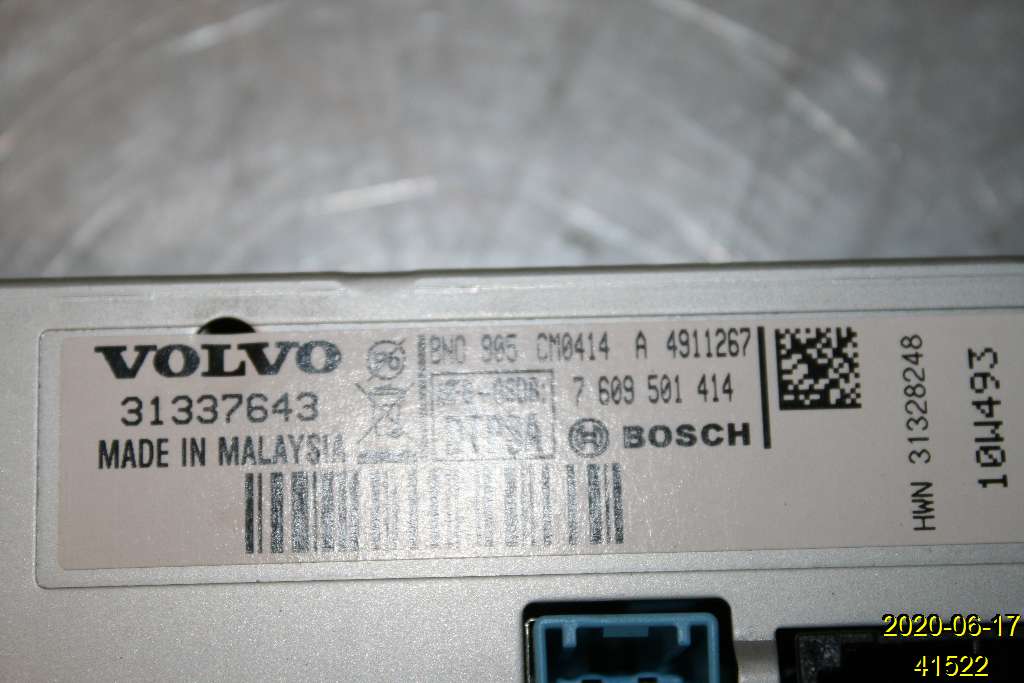 VOLVO
31337643
MADE IN MALAYSIA
BNC 905 CM0414 A 4911267
7 609 501 414
BOSCH
HWN 31328248
10W493
2020-06-17
41522